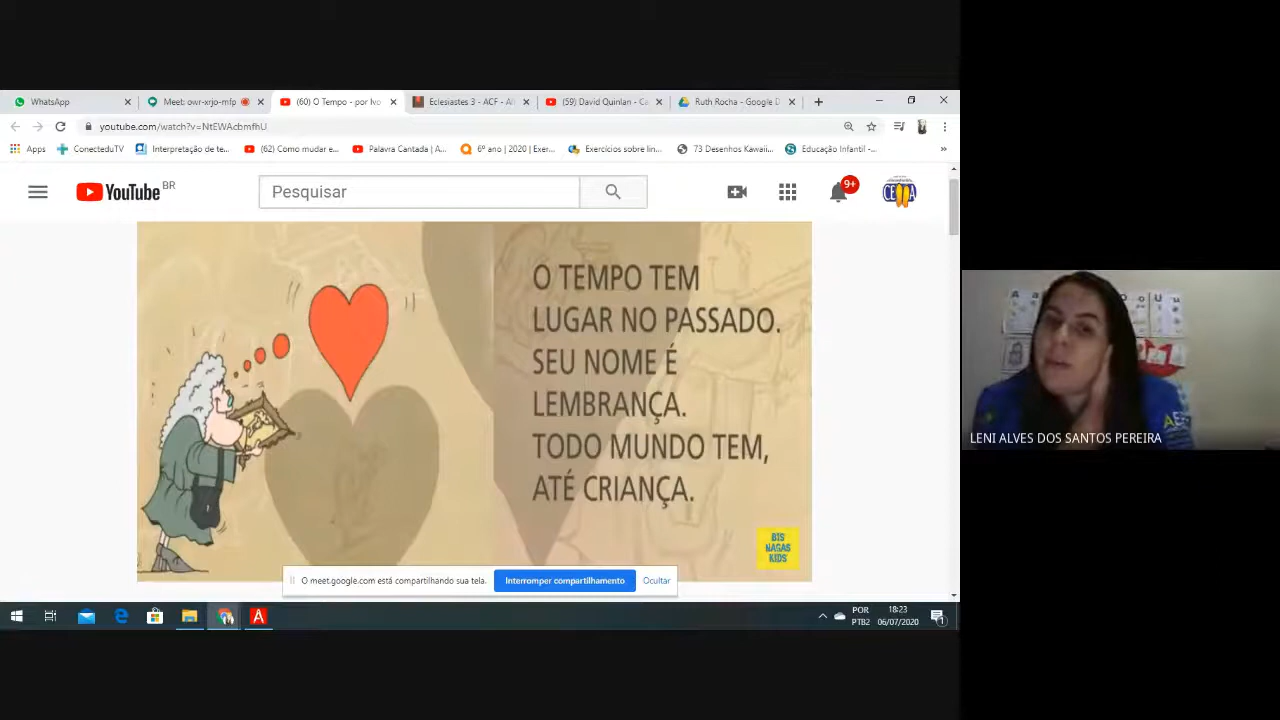 WhatsApp
Meet: owr-xrjo-mfp
(60) O Tempo - por Ivo
Eclesiastes 3 - ACF - Al
(59) David Quinlan - Ca
Ruth Rocha - Google D
youtube.com/watch?v=NtEWAcbmfhU
Apps
ConecteduTV
Interpretação de te...
(62) Como mudar e...
Palavra Cantada | A...
6º ano | 2020 | Exer...
Exercícios sobre lin...
73 Desenhos Kawaii...
Educação Infantil -...
YouTube BR
Pesquisar
9+
O TEMPO TEM
LUGAR NO PASSADO.
SEU NOME É
LEMBRANÇA.
TODO MUNDO TEM,
ATÉ CRIANÇA.
BIS
NAGAS
KIDS
O meet.google.com está compartilhando sua tela.
Interromper compartilhamento
Ocultar
LENI ALVES DOS SANTOS PEREIRA
POR
PTB2
18:23
06/07/2020